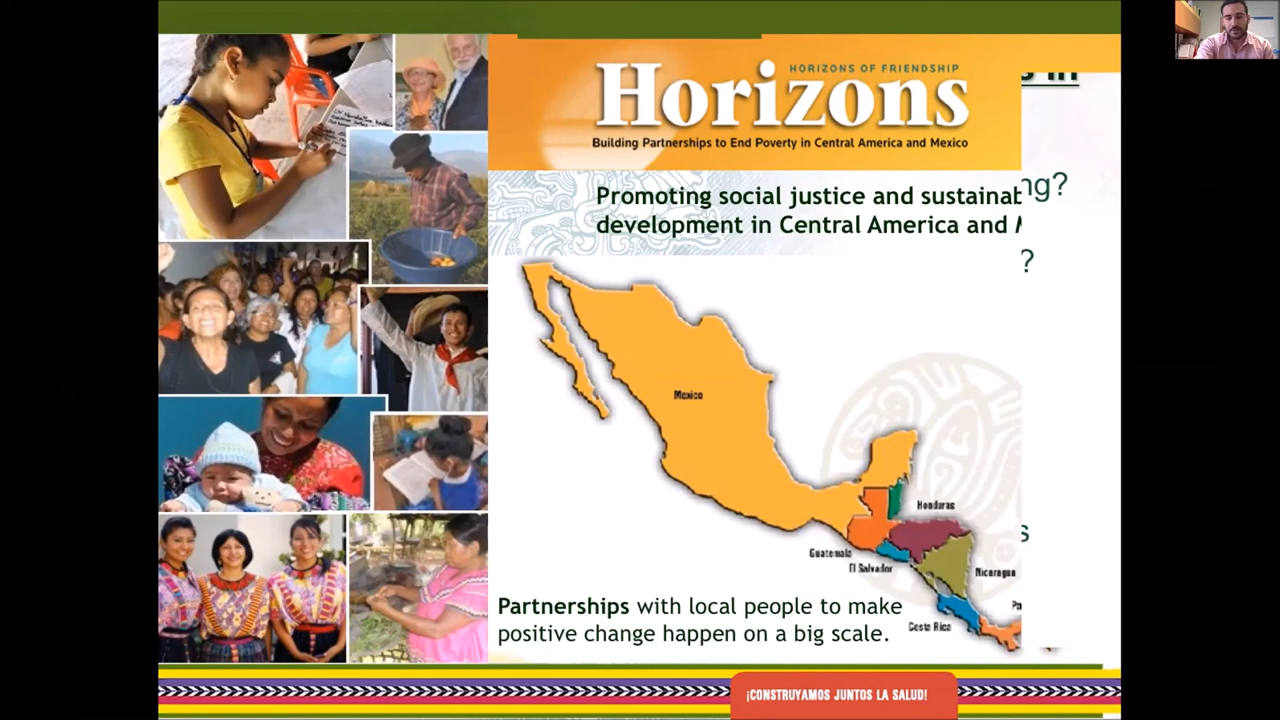 HORIZONS OF FRIENDSHIP
Horizons
Building Partnerships to End Poverty in Central America and Mexico
s in
ng?
Promoting social justice and sustainab
development in Central America and
?
Mexico
Honduras
s
Guatemala
El Salvador
Nicaragua
Partnerships with local people to make
positive change happen on a big scale.
Pa
Costa Rica
¡CONSTRUYAMOS JUNTOS LA SALUD!